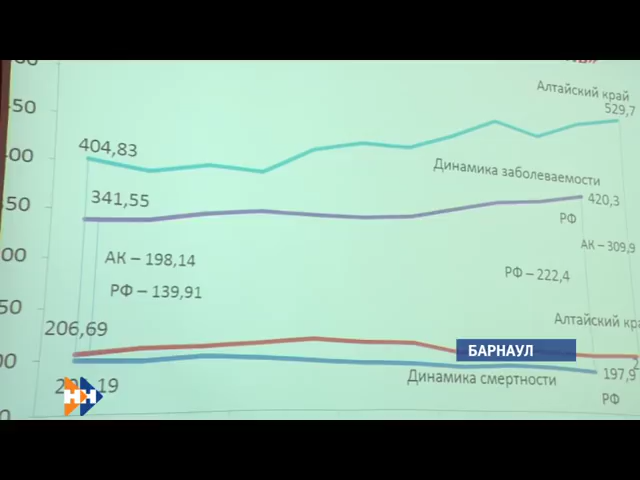 Алтайский край
529,7
404,83
Динамика заболеваемости
341,55
420,3
РФ
АК – 309,9
АК – 198,14
РФ – 222,4
РФ – 139,91
Алтайский кра
206,69
БАРНАУЛ
197,9
Динамика смертности
РФ
НН